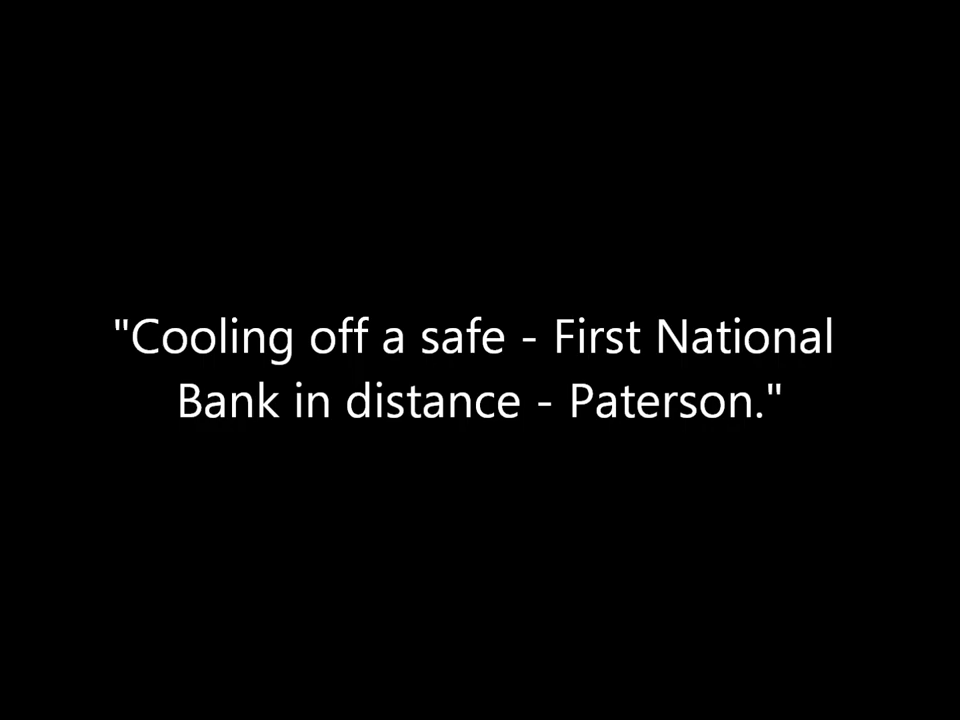 "Cooling off a safe - First National
Bank in distance - Paterson."